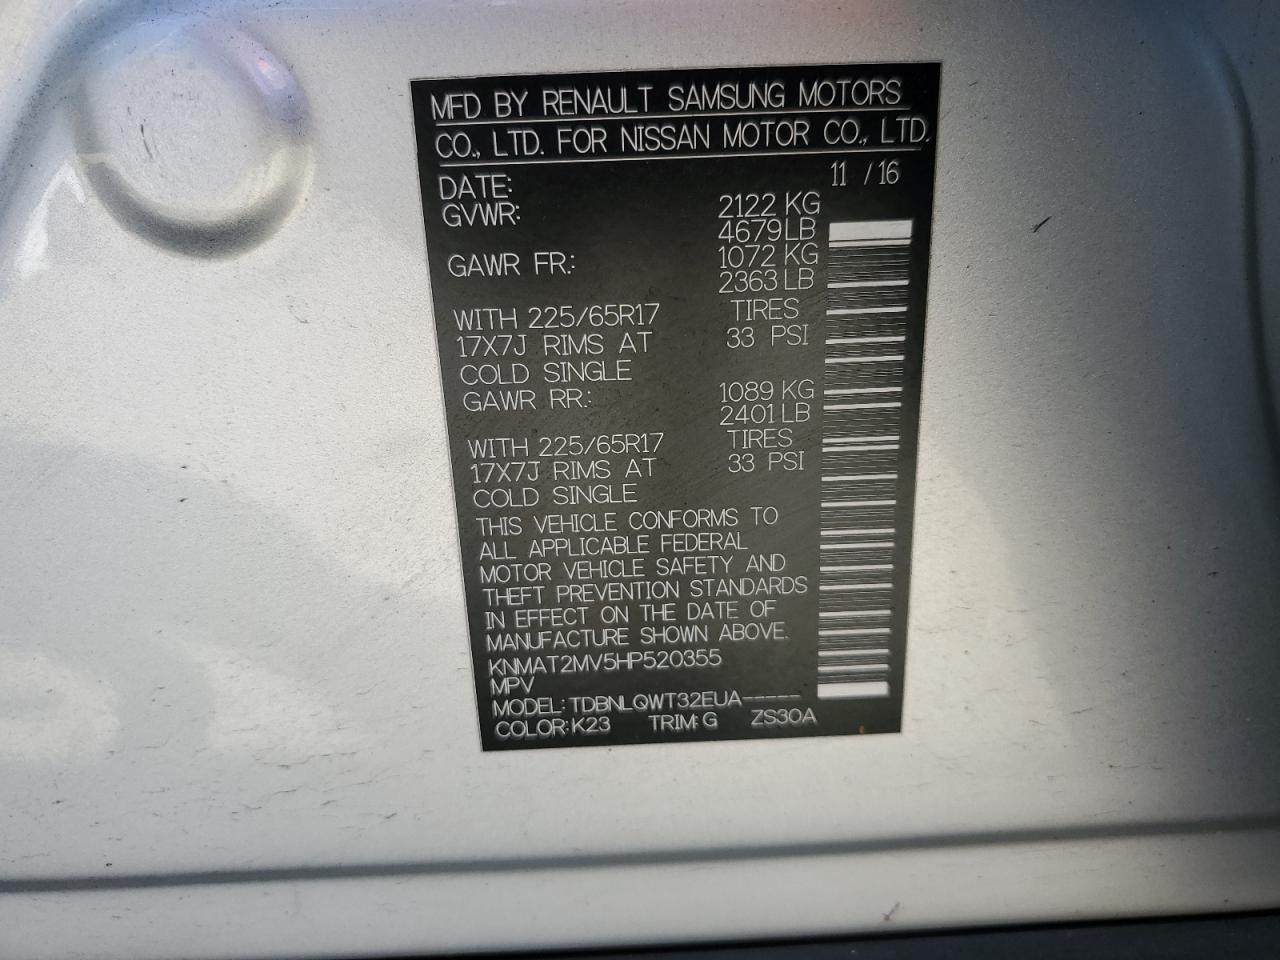 MFD BY RENAULT SAMSUNG MOTORS
CO., LTD. FOR NISSAN MOTOR CO., LTD.
DATE: 11 / 16
GVWR: 2122 KG
4679 LB
GAWR FR.: 1072 KG
2363 LB
WITH 225/65R17 TIRES
17X7J RIMS AT 33 PSI
COLD SINGLE
GAWR RR.: 1089 KG
2401 LB
WITH 225/65R17 TIRES
17X7J RIMS AT 33 PSI
COLD SINGLE
THIS VEHICLE CONFORMS TO
ALL APPLICABLE FEDERAL
MOTOR VEHICLE SAFETY AND
THEFT PREVENTION STANDARDS
IN EFFECT ON THE DATE OF
MANUFACTURE SHOWN ABOVE.
KNMAT2MV5HP520355
MPV
MODEL: TDBNLQWT32EUA-----
COLOR: K23 TRIM: G ZS30A